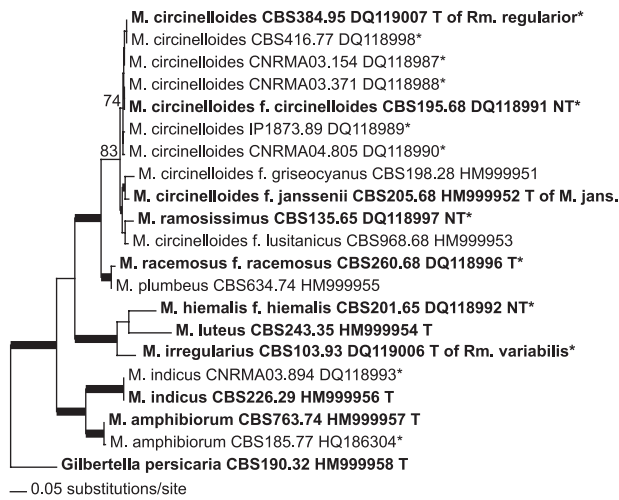 M. circinelloides CBS384.95 DQ119007 T of Rm. regularior*
M. circinelloides CBS416.77 DQ118998*
M. circinelloides CNRMA03.154 DQ118987*
M. circinelloides CNRMA03.371 DQ118988*
74
M. circinelloides f. circinelloides CBS195.68 DQ118991 NT*
M. circinelloides IP1873.89 DQ118989*
83
M. circinelloides CNRMA04.805 DQ118990*
M. circinelloides f. griseocyanus CBS198.28 HM999951
M. circinelloides f. janssenii CBS205.68 HM999952 T of M. jans.
M. ramosissimus CBS135.65 DQ118997 NT*
M. circinelloides f. lusitanicus CBS968.68 HM999953
M. racemosus f. racemosus CBS260.68 DQ118996 T*
M. plumbeus CBS634.74 HM999955
M. hiemalis f. hiemalis CBS201.65 DQ118992 NT*
M. luteus CBS243.35 HM999954 T
M. irregularius CBS103.93 DQ119006 T of Rm. variabilis*
M. indicus CNRMA03.894 DQ118993*
M. indicus CBS226.29 HM999956 T
M. amphibiorum CBS763.74 HM999957 T
M. amphibiorum CBS185.77 HQ186304*
Gilbertella persicaria CBS190.32 HM999958 T
0.05 substitutions/site